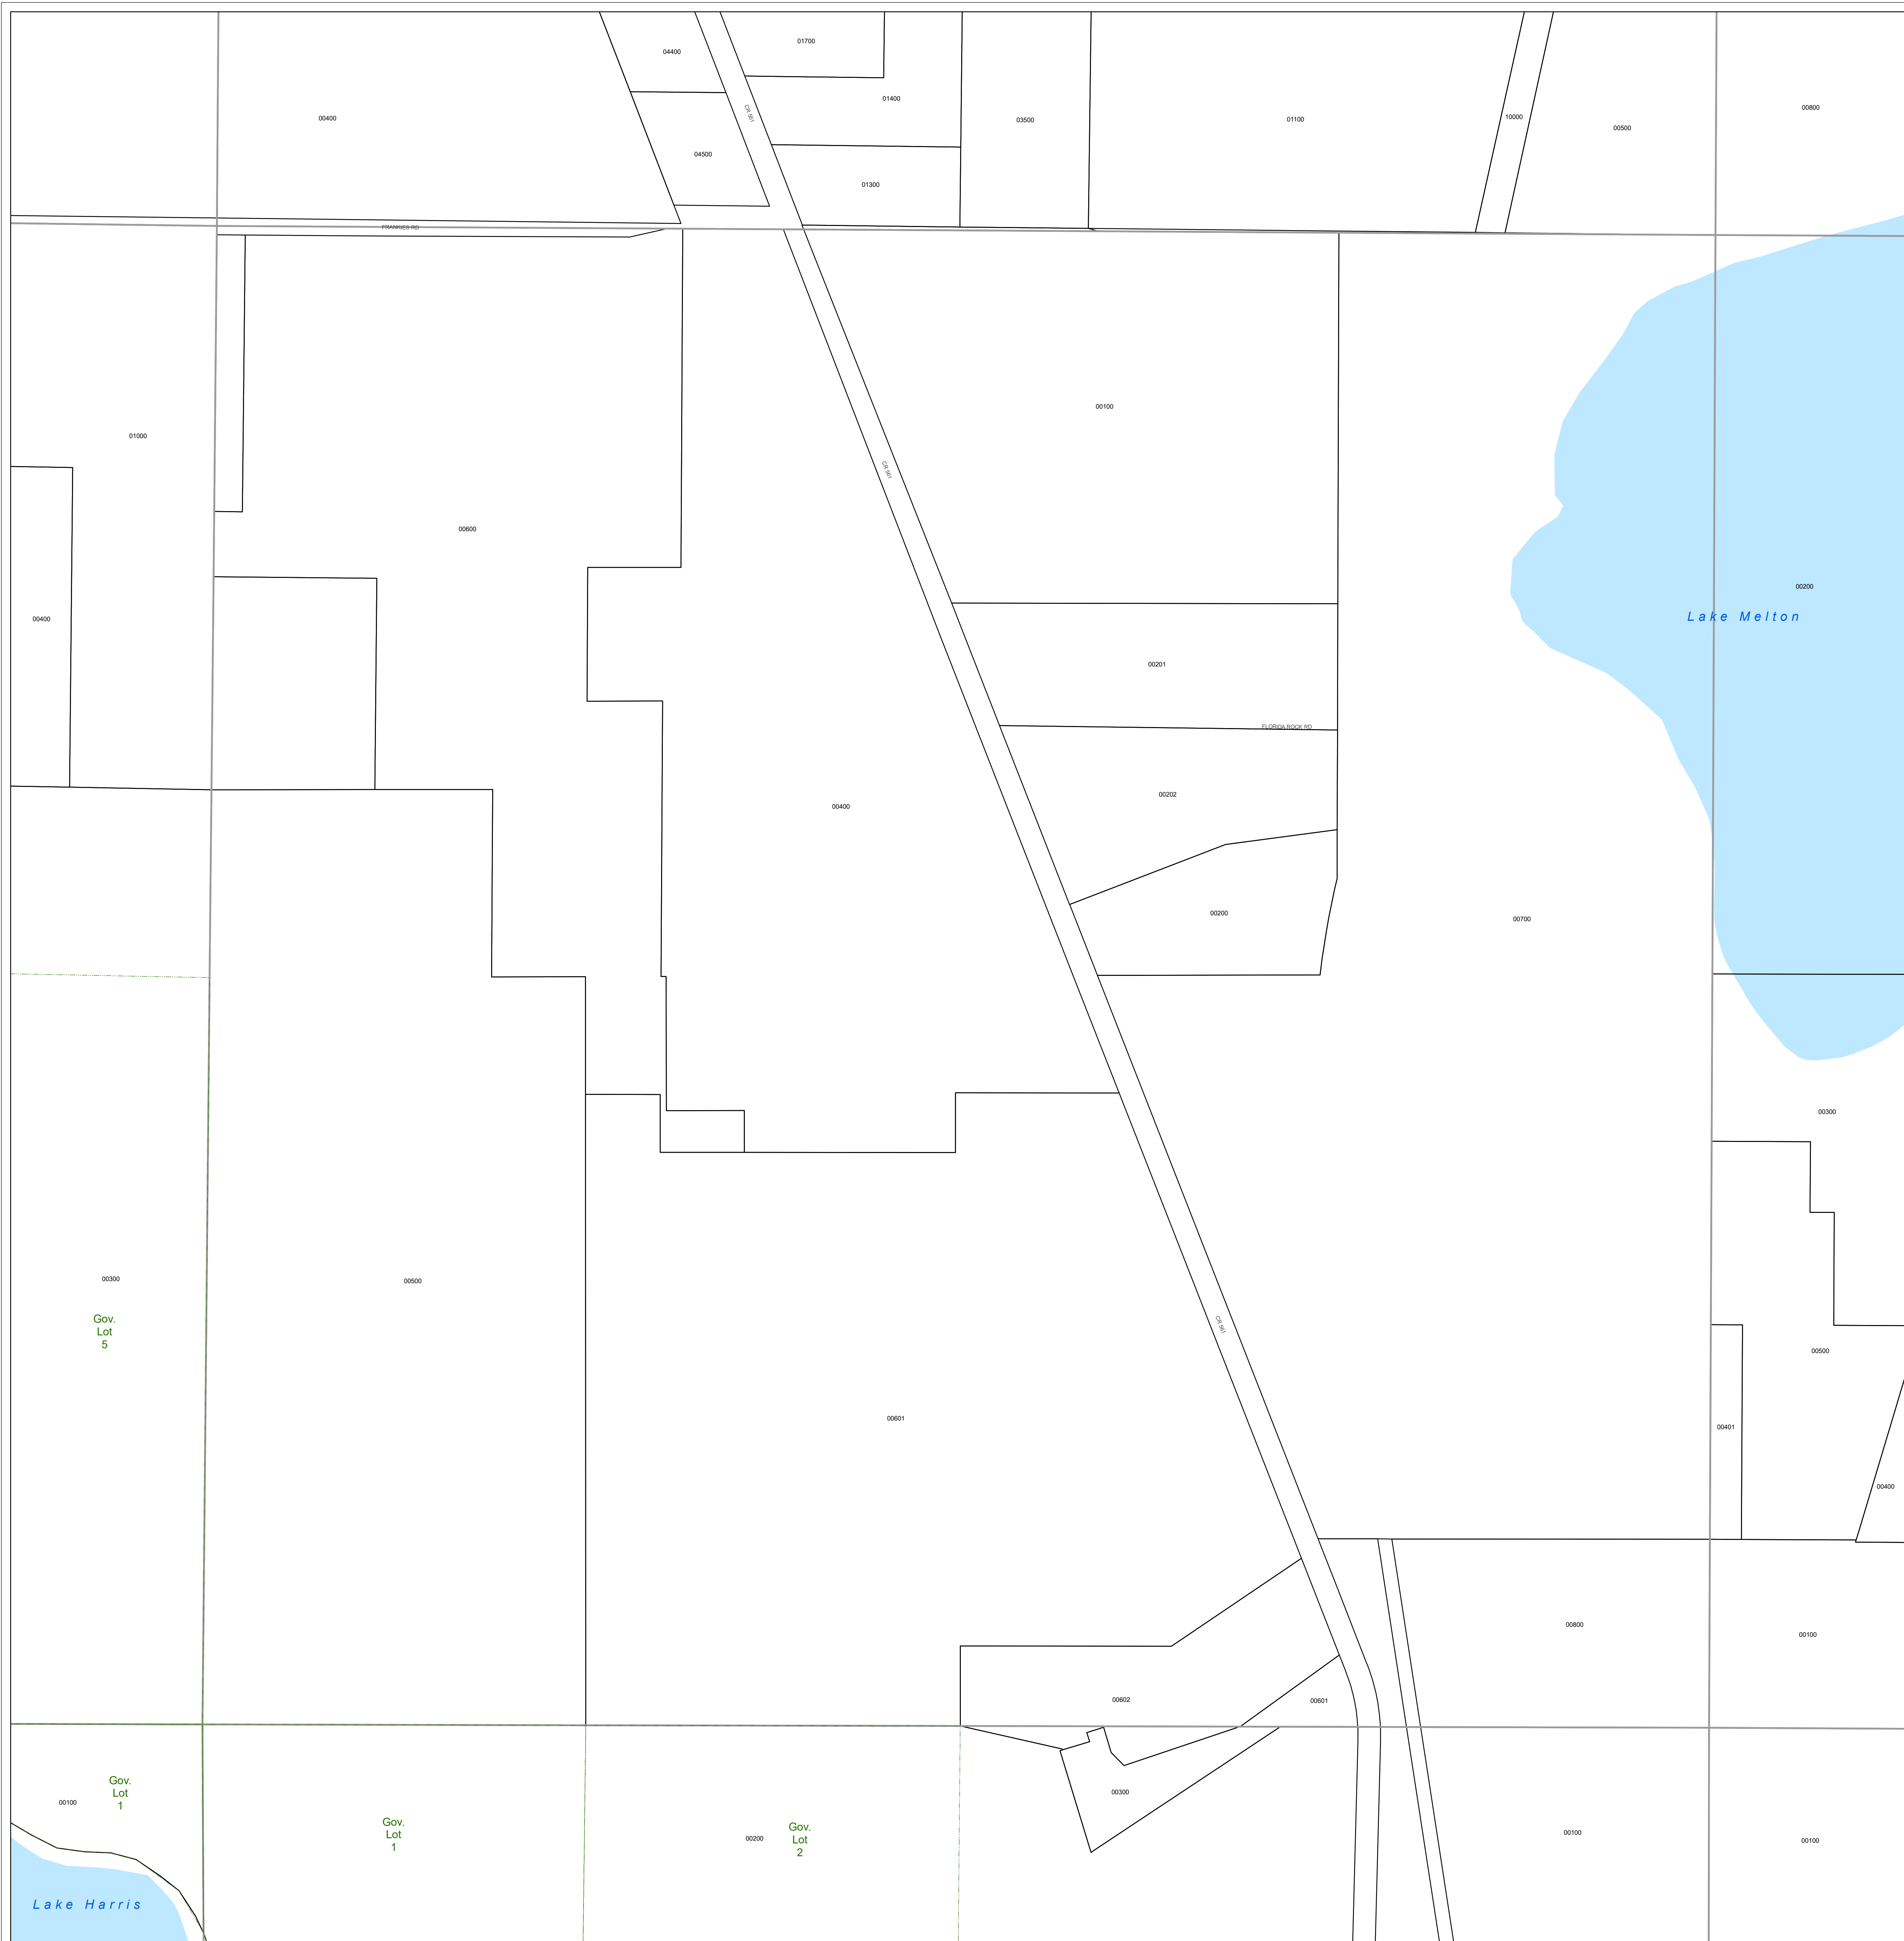 01700
04400
01400
00800
10000
CR 561
00400
01100
03500
00500
04500
01300
FRANKIES RD
00100
01000
CR 561
00600
00200
Lake Melton
00400
00201
FLORIDA ROCK RD
00202
00400
00200
00700
00300
00300
00500
Gov.
Lot
5
CR 561
00500
00601
00401
00400
00800
00100
00602
00601
Gov.
Lot
1
00300
00100
Gov.
Lot
1
Gov.
Lot
2
00200
00100
00100
Lake Harris